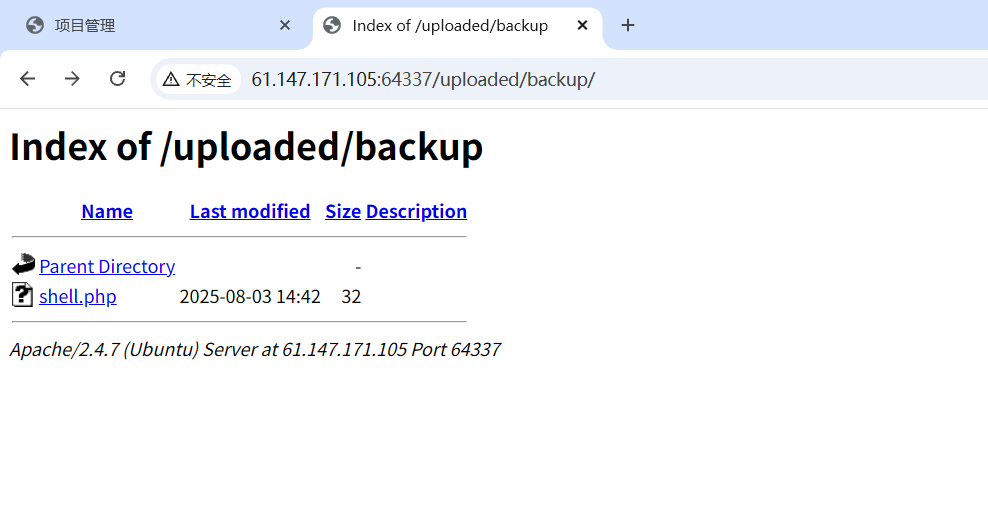 项目管理 Index of /uploaded/backup
不安全 61.147.171.105:64337/uploaded/backup/
Index of /uploaded/backup
Name Last modified Size Description
Parent Directory -
shell.php 2025-08-03 14:42 32
Apache/2.4.7 (Ubuntu) Server at 61.147.171.105 Port 64337